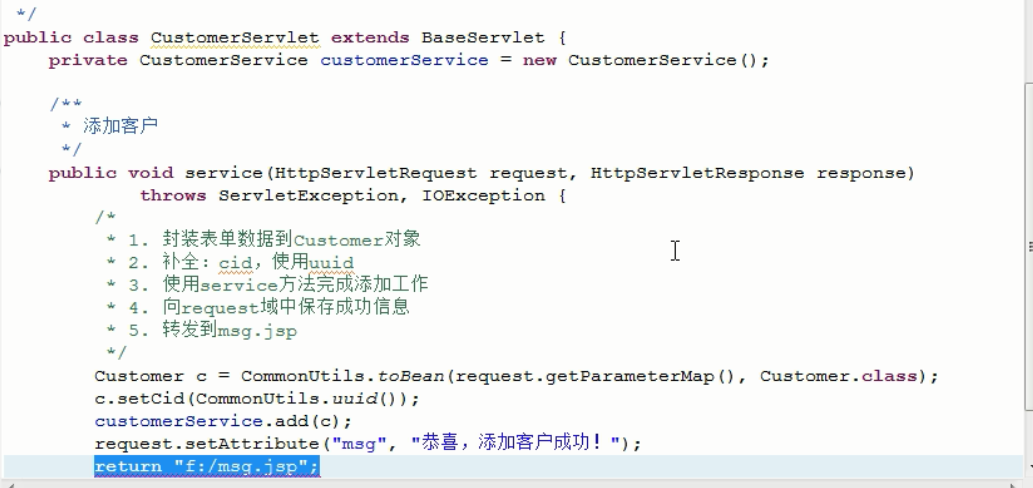 */
public class CustomerServlet extends BaseServlet {
    private CustomerService customerService = new CustomerService();
    /**
     * 添加客户
     */
    public void service(HttpServletRequest request, HttpServletResponse response)
            throws ServletException, IOException {
        /*
         * 1. 封装表单数据到Customer对象
         * 2. 补全：cid，使用uuid
         * 3. 使用service方法完成添加工作
         * 4. 向request域中保存成功信息
         * 5. 转发到msg.jsp
         */
        Customer c = CommonUtils.toBean(request.getParameterMap(), Customer.class);
        c.setCid(CommonUtils.uuid());
        customerService.add(c);
        request.setAttribute("msg", "恭喜，添加客户成功！");
        return "f:/msg.jsp";